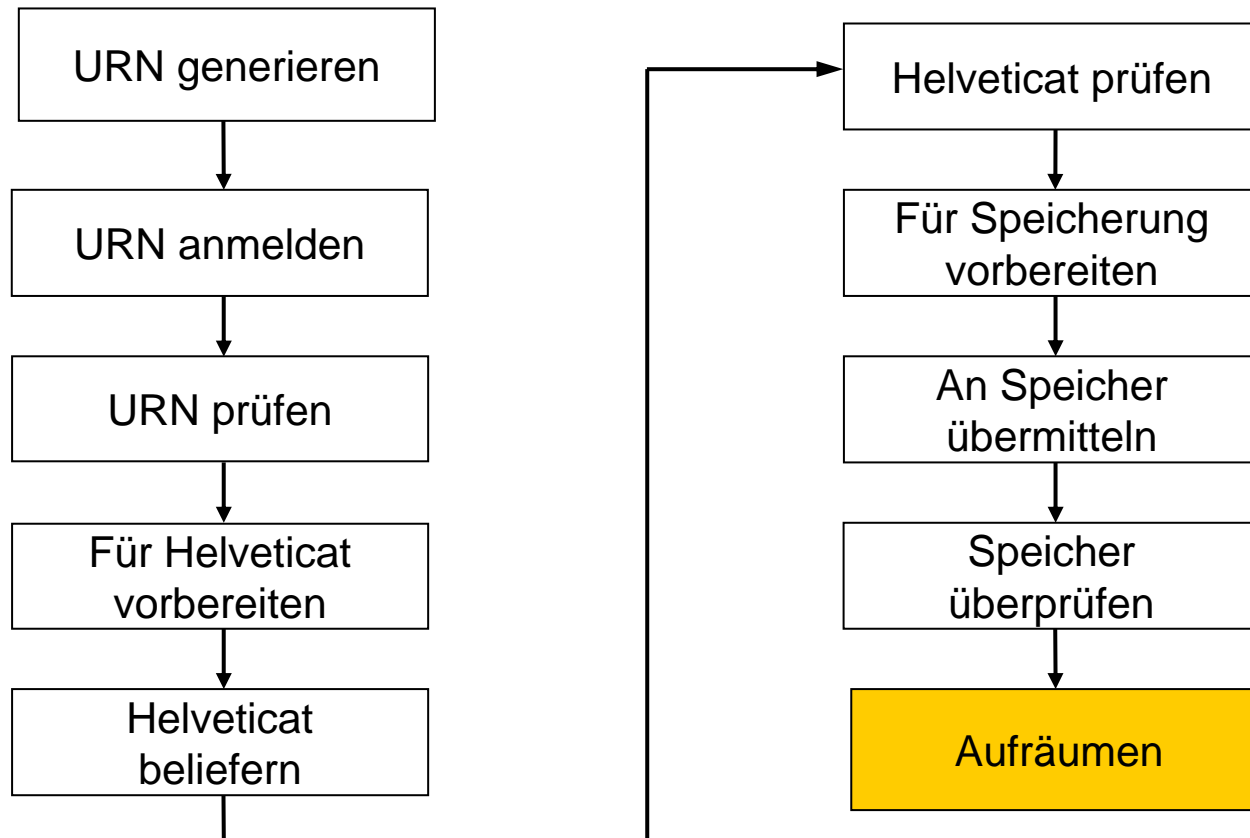 URN generieren
URN anmelden
URN prüfen
Für Helveticat
vorbereiten
Helveticat
beliefern
Helveticat prüfen
Für Speicherung
vorbereiten
An Speicher
übermitteln
Speicher
überprüfen
Aufräumen